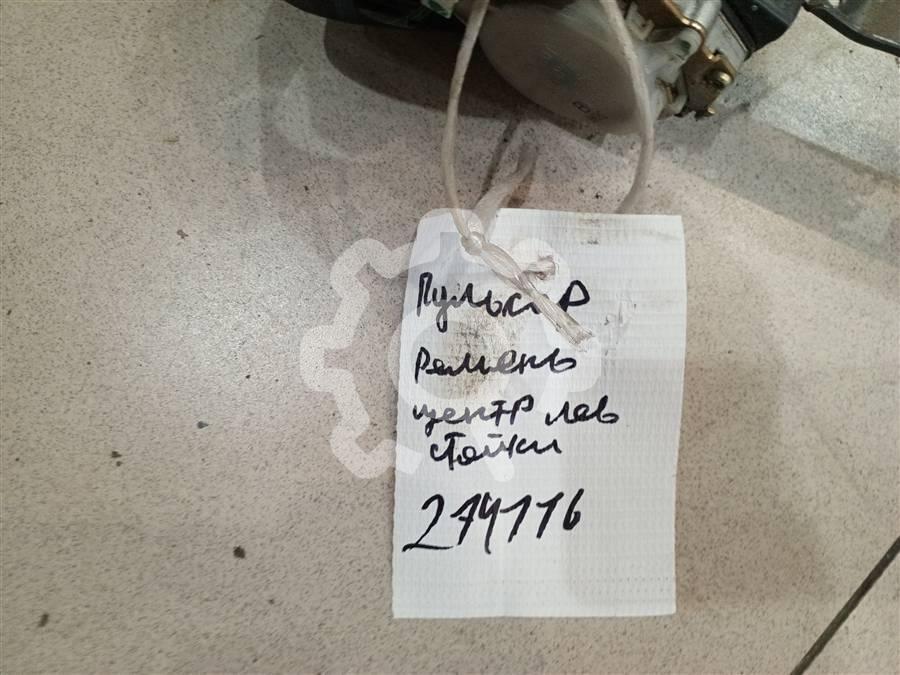 Пульсар
Ремень
центр лев
стойки
274116